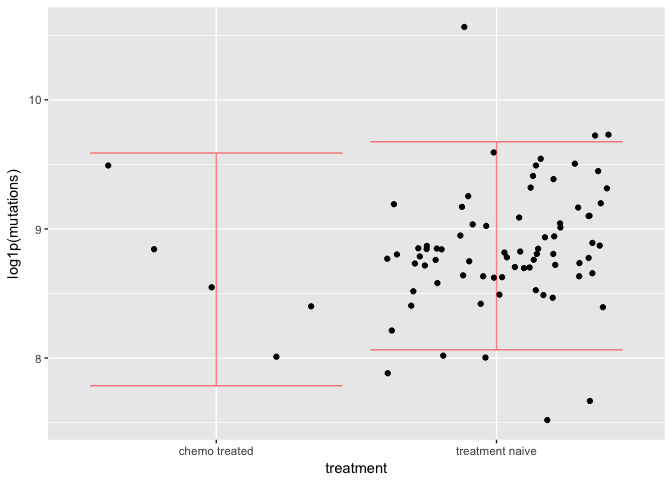 10
9
8
log1p(mutations)
chemo treated
treatment naive
treatment